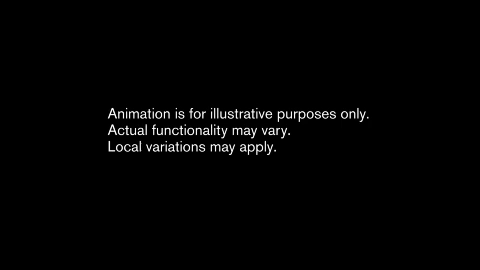 Animation is for illustrative purposes only.
Actual functionality may vary.
Local variations may apply.